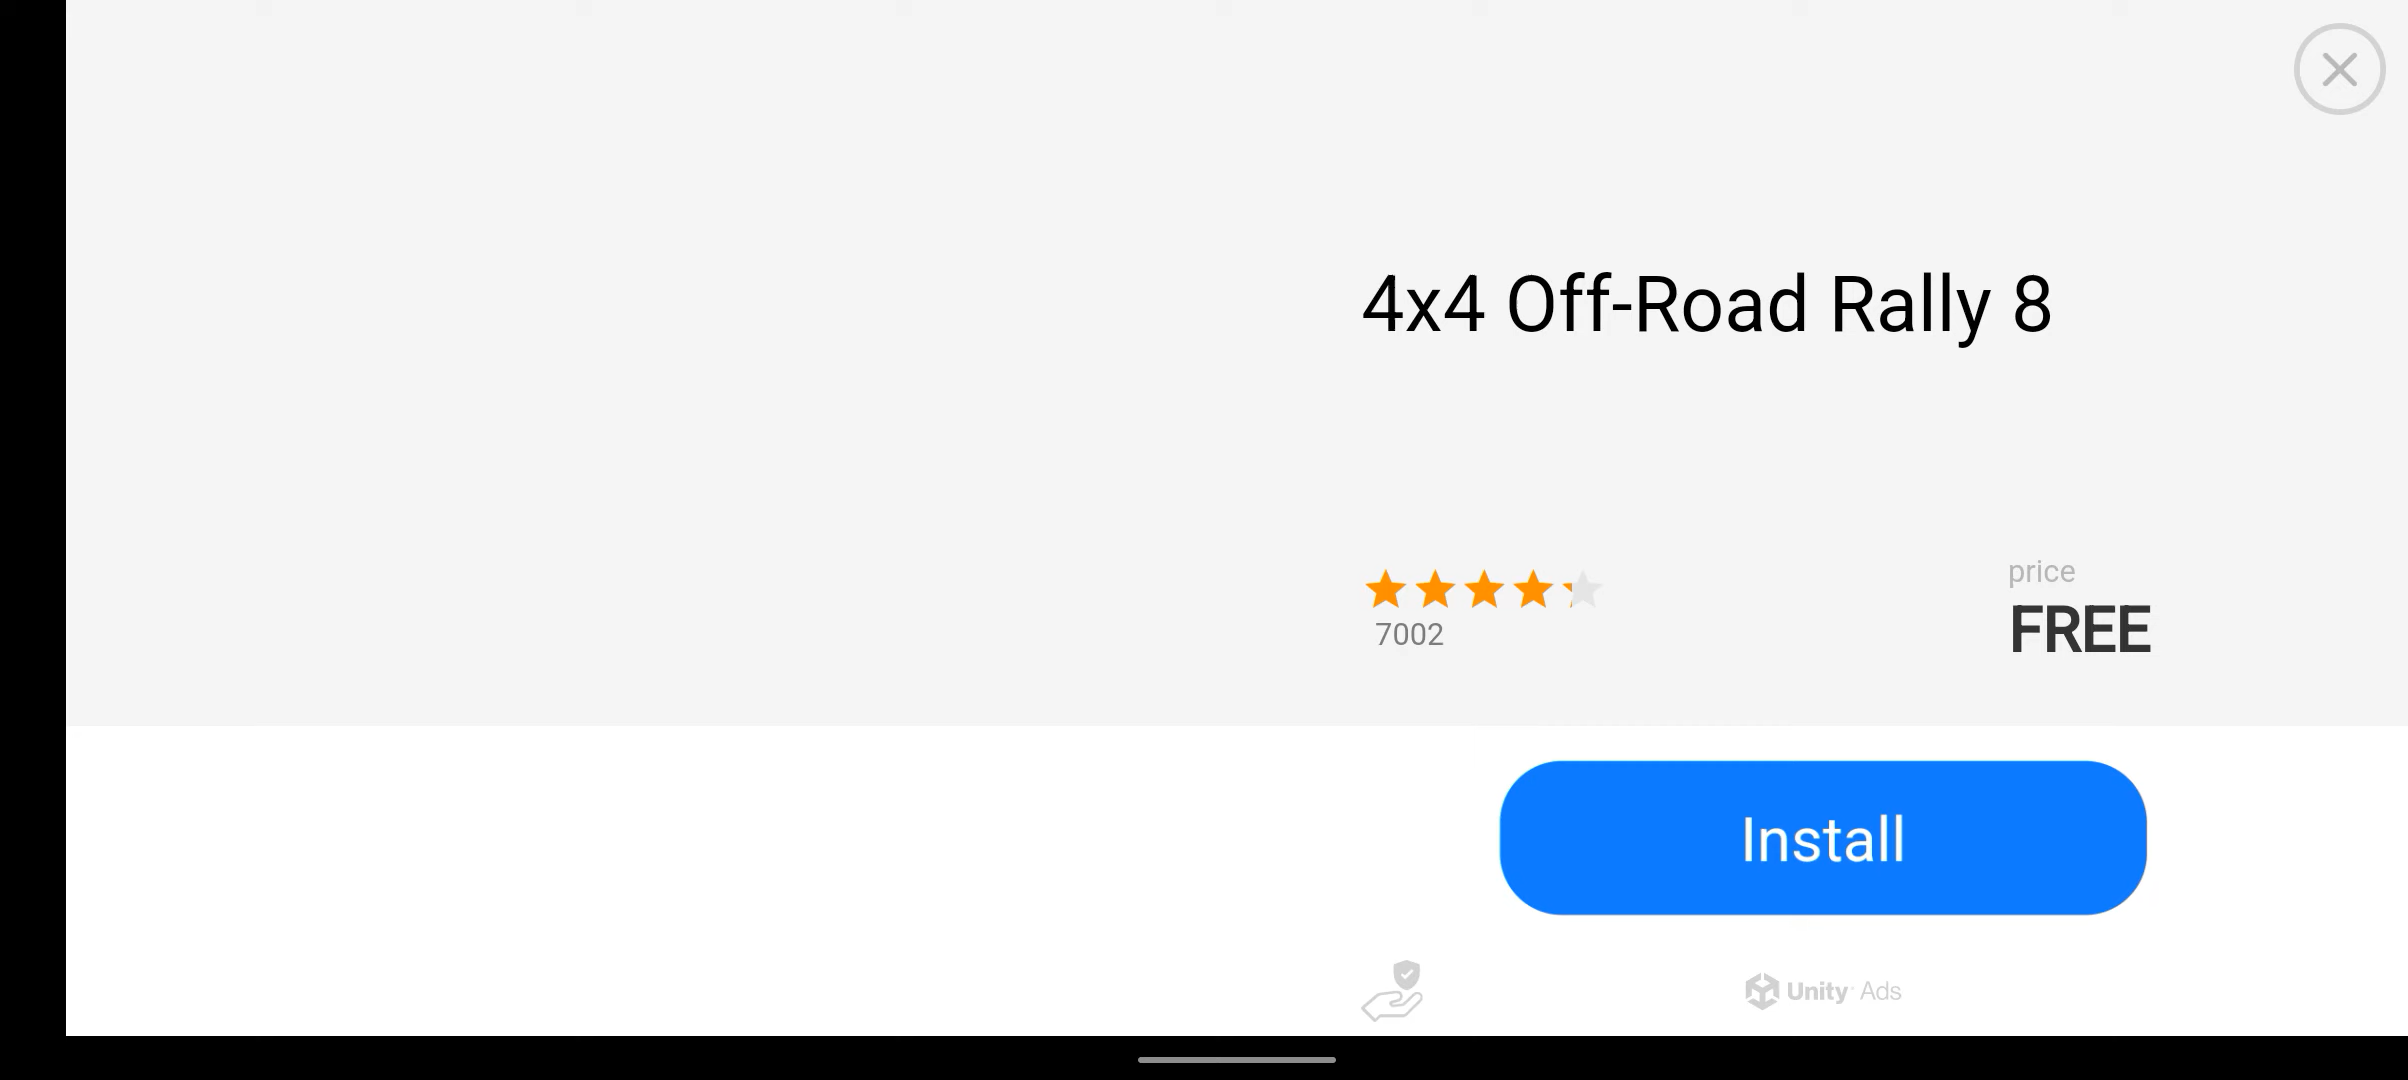 4x4 Off-Road Rally 8
7002
price
FREE
Install
Unity Ads